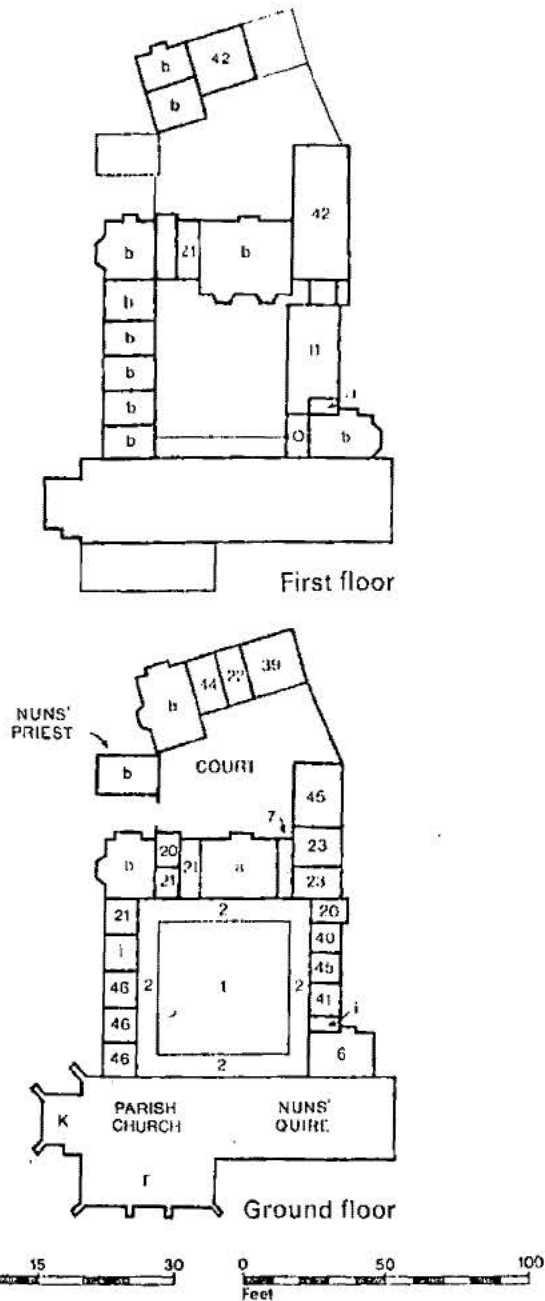 b
42
b
42
b
21
b
b
b
11
b
b
b
b
O
b
First floor
39
22
44
b
NUNS'
PRIEST
b
COURT
45
7
20
23
b
21
21
a
23
21
2
20
i
40
2
1
2
45
46
41
46
i
46
2
6
PARISH
CHURCH
NUNS'
QUIRE
K
r
Ground floor
15
30
0
50
100
Feet